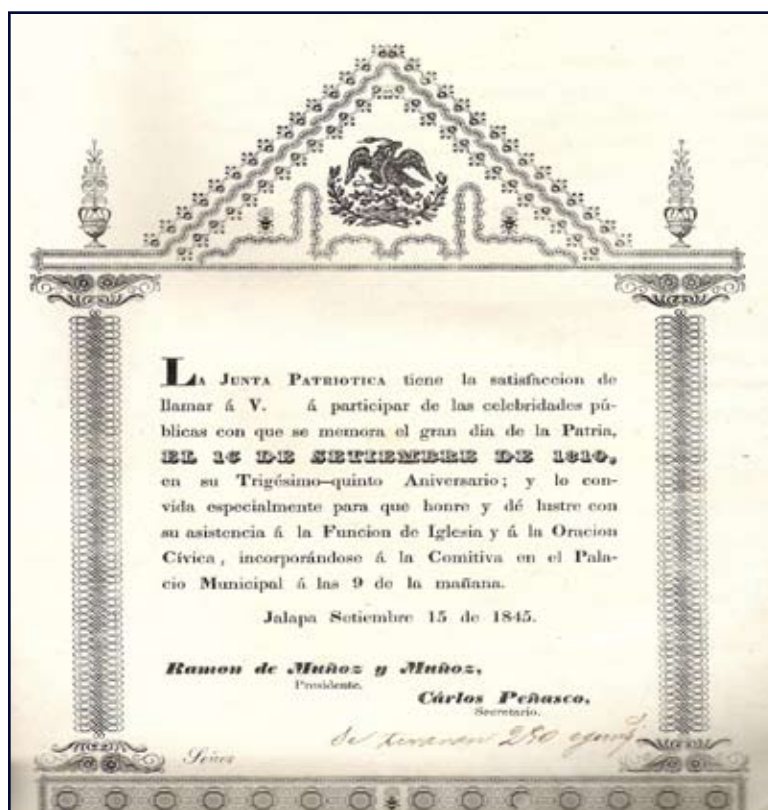 LA JUNTA PATRIOTICA tiene la satisfaccion de
llamar á V. á participar de las celebridades pú-
blicas con que se memora el gran dia de la Patria,
EL 16 DE SETIEMBRE DE 1810,
en su Trigésimo-quinto Aniversario; y lo con-
vida especialmente para que honre y dé lustre con
su asistencia á la Funcion de Iglesia y á la Oracion
Cívica, incorporándose á la Comitiva en el Pala-
cio Municipal á las 9 de la mañana.
Jalapa Setiembre 15 de 1845.
Ramon de Muñoz y Muñoz,
Presidente.
Cárlos Peñasco,
Secretario.
Se tiraron 250
Señor